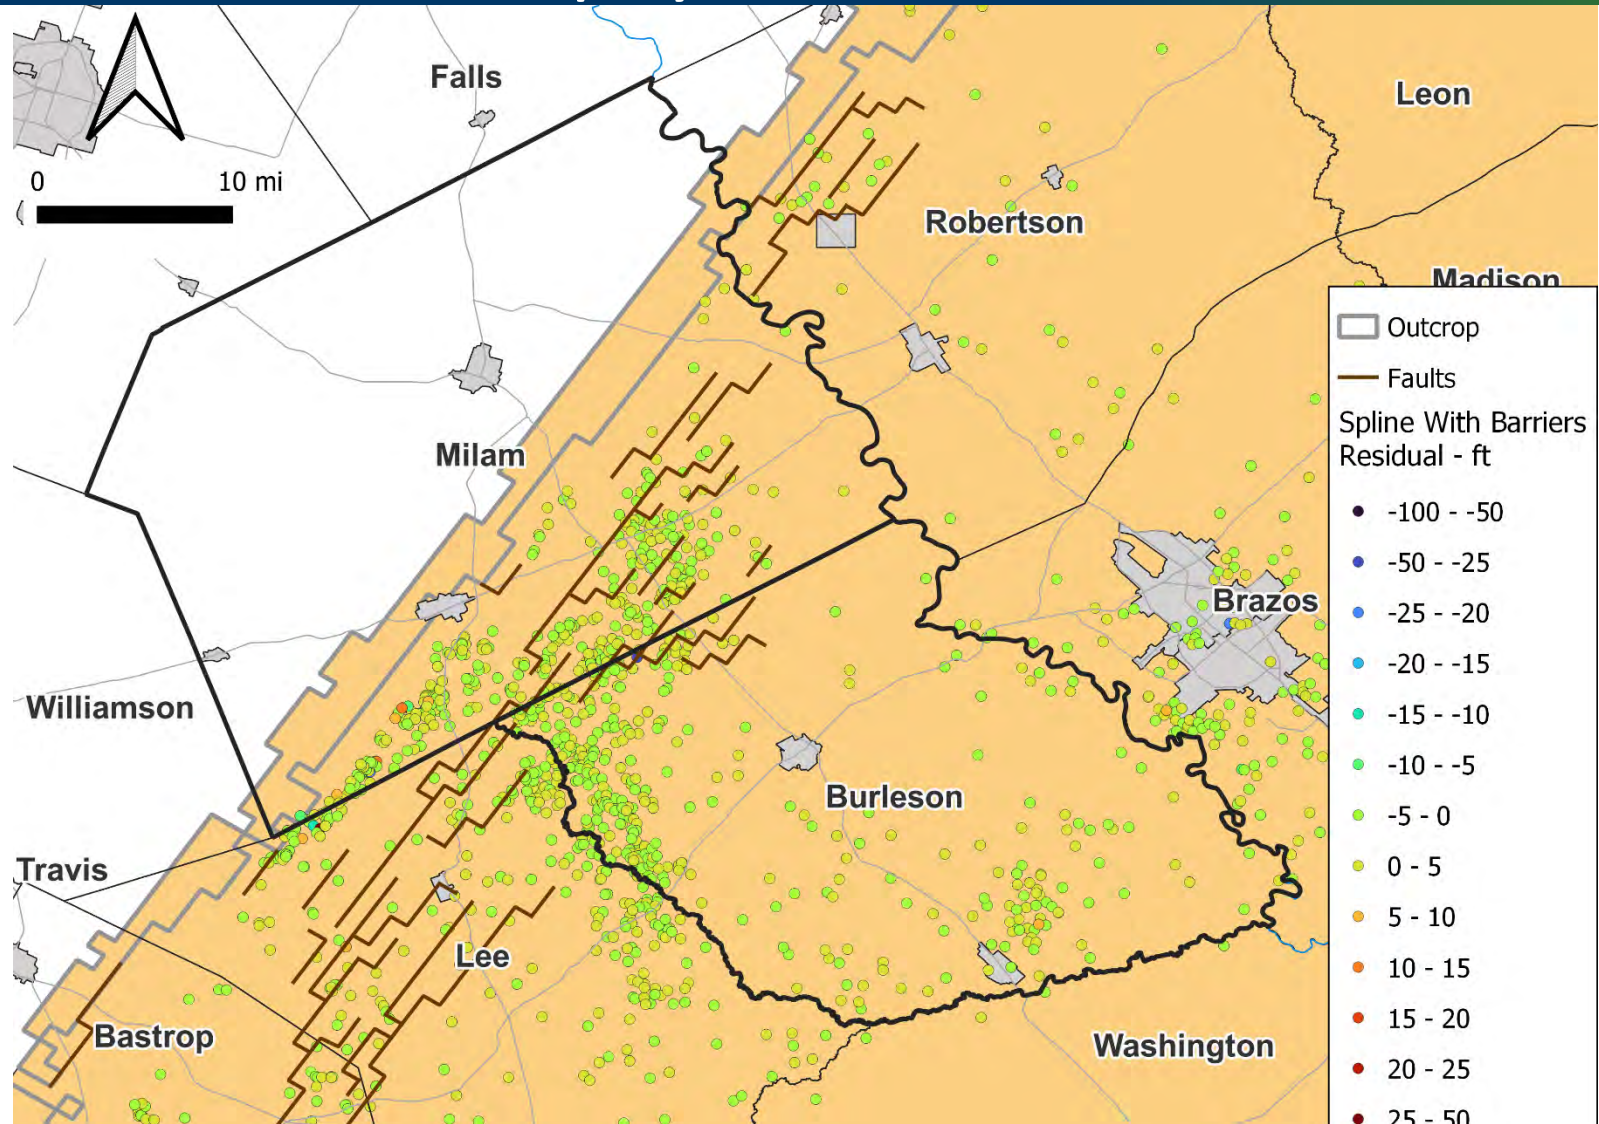 Falls
Leon
0
10 mi
Robertson
Madison
Outcrop
Faults
Spline With Barriers
Residual - ft
-100 - -50
-50 - -25
-25 - -20
-20 - -15
-15 - -10
-10 - -5
-5 - 0
0 - 5
5 - 10
10 - 15
15 - 20
20 - 25
25 - 50
Milam
Brazos
Williamson
Burleson
Travis
Lee
Bastrop
Washington